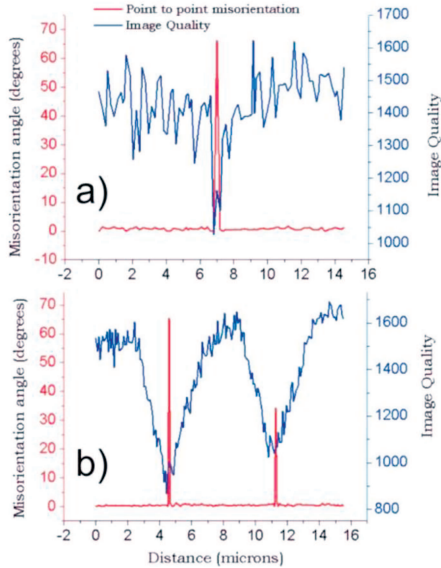 Point to point misorientation
Image Quality
Misorientation angle (degrees)
70
60
50
40
30
20
10
0
-10
a)
1600
1500
1400
1300
1200
1100
1000
Image Quality
-2 0 2 4 6 8 10 12 14 16
Misorientation angle (degrees)
70
60
50
40
30
20
10
0
b)
1600
1400
1200
1000
800
Image Quality
-2 0 2 4 6 8 10 12 14 16
Distance (microns)